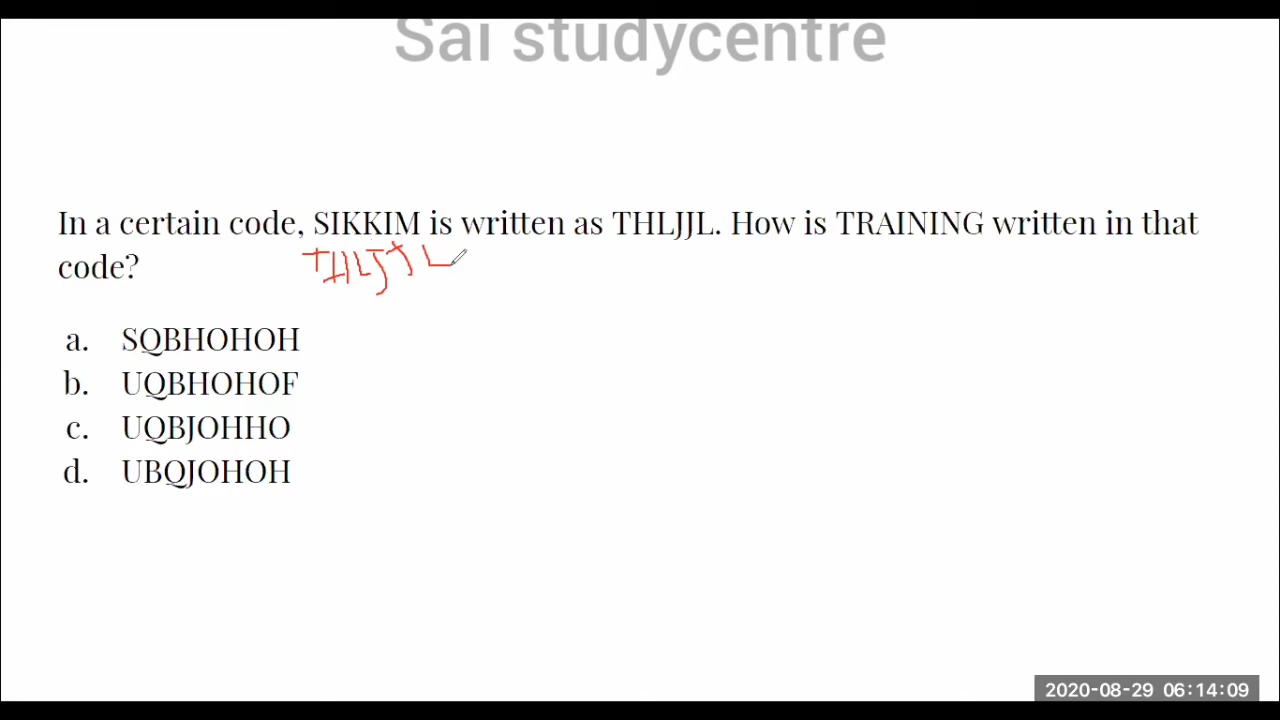 Sai studycentre
In a certain code, SIKKIM is written as THLJJL. How is TRAINING written in that
code?
THLJJL
a. SQBHOHOH
b. UQBHOHOF
c. UQBJOHHO
d. UBQJOHOH
2020-08-29 06:14:09